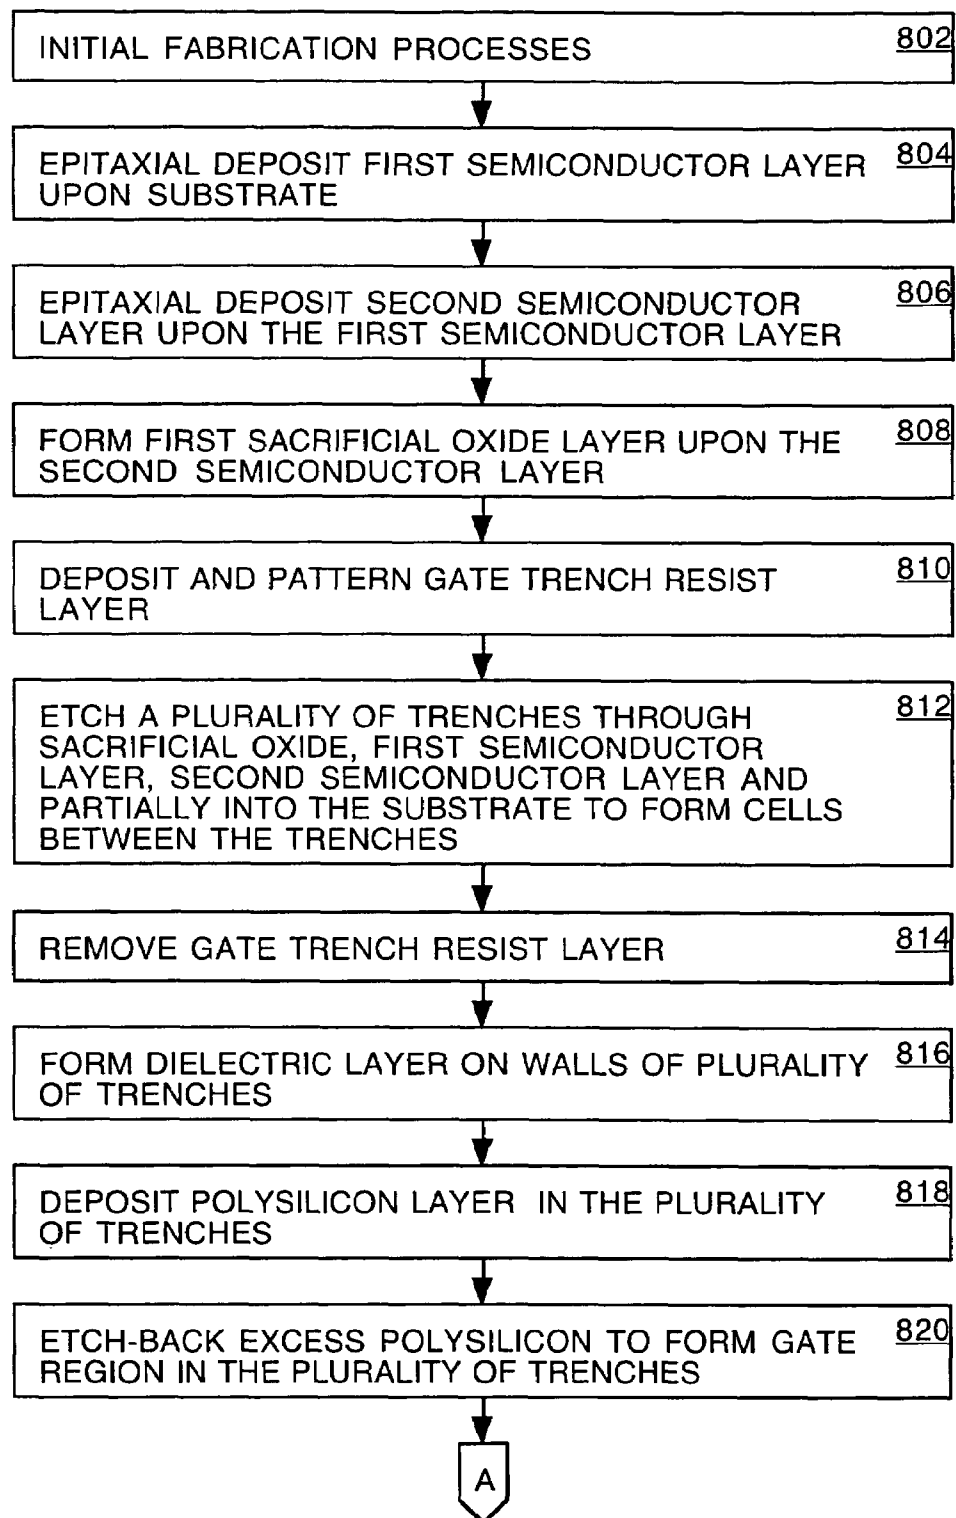 INITIAL FABRICATION PROCESSES 802
EPITAXIAL DEPOSIT FIRST SEMICONDUCTOR LAYER 804
UPON SUBSTRATE
EPITAXIAL DEPOSIT SECOND SEMICONDUCTOR 806
LAYER UPON THE FIRST SEMICONDUCTOR LAYER
FORM FIRST SACRIFICIAL OXIDE LAYER UPON THE 808
SECOND SEMICONDUCTOR LAYER
DEPOSIT AND PATTERN GATE TRENCH RESIST 810
LAYER
ETCH A PLURALITY OF TRENCHES THROUGH 812
SACRIFICIAL OXIDE, FIRST SEMICONDUCTOR
LAYER, SECOND SEMICONDUCTOR LAYER AND
PARTIALLY INTO THE SUBSTRATE TO FORM CELLS
BETWEEN THE TRENCHES
REMOVE GATE TRENCH RESIST LAYER 814
FORM DIELECTRIC LAYER ON WALLS OF PLURALITY 816
OF TRENCHES
DEPOSIT POLYSILICON LAYER IN THE PLURALITY 818
OF TRENCHES
ETCH-BACK EXCESS POLYSILICON TO FORM GATE 820
REGION IN THE PLURALITY OF TRENCHES
A